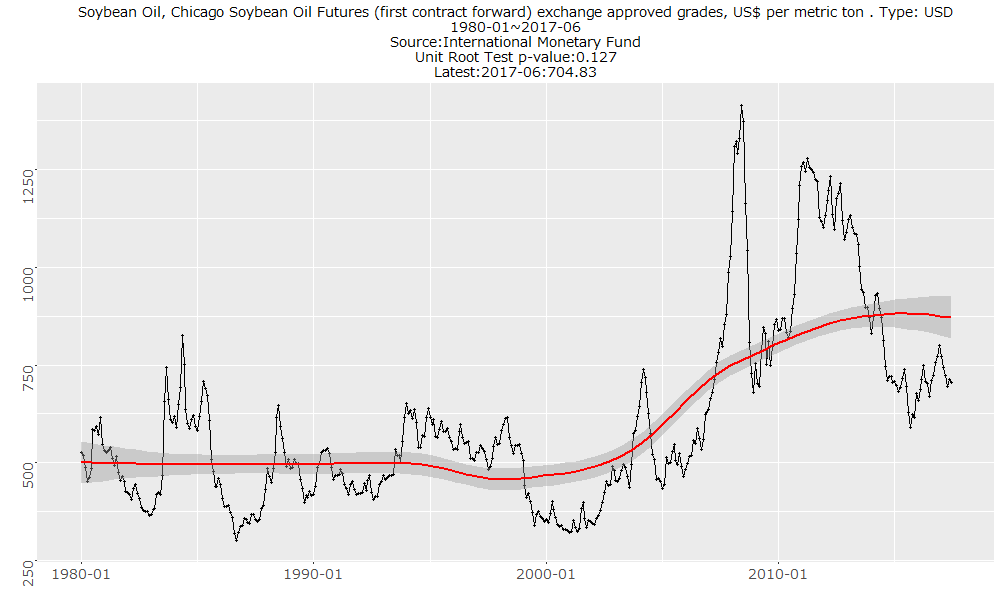 Soybean Oil, Chicago Soybean Oil Futures (first contract forward) exchange approved grades, US$ per metric ton . Type: USD
1980-01~2017-06
Source:International Monetary Fund
Unit Root Test p-value:0.127
Latest:2017-06:704.83
1250
1000
750
500
250
1980-01
1990-01
2000-01
2010-01